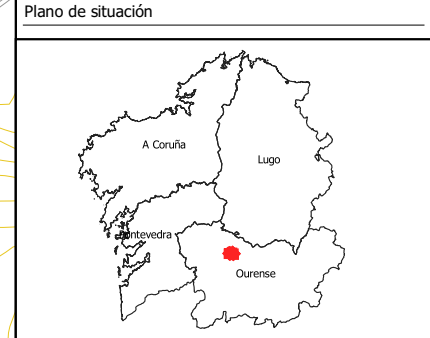 Plano de situación
A Coruña
Lugo
Pontevedra
Ourense